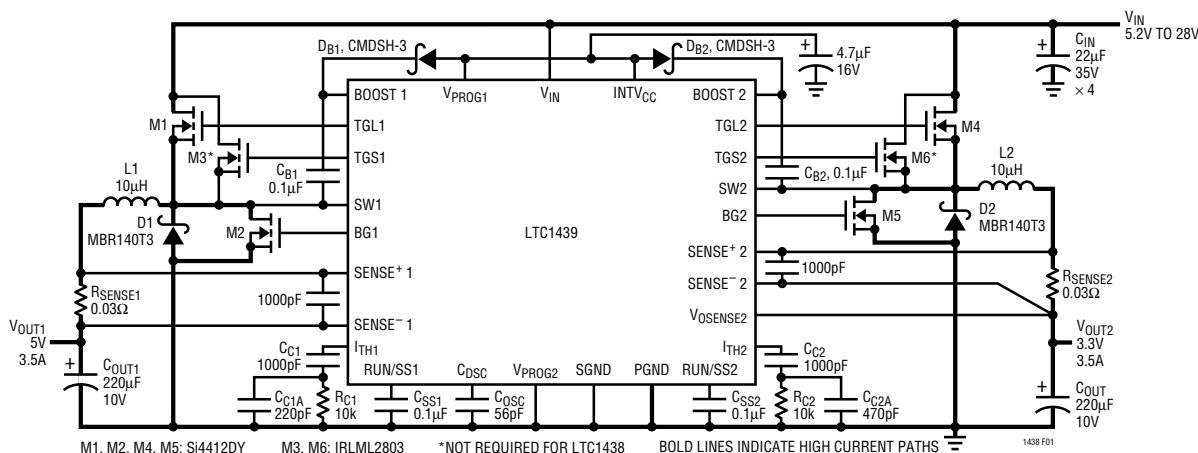 V_IN
5.2V TO 28V
D_B1, CMDSH-3
D_B2, CMDSH-3
+
4.7µF
16V
+
C_IN
22µF
35V
× 4
BOOST 1
V_PROG1
V_IN
INTV_CC
BOOST 2
M1
TGL1
TGL2
M4
M3*
TGS1
TGS2
M6*
L1
10µH
C_B1
0.1µF
C_B2, 0.1µF
L2
10µH
SW1
SW2
D1
MBR140T3
M2
BG1
LTC1439
BG2
M5
D2
MBR140T3
SENSE⁺ 1
SENSE⁺ 2
1000pF
1000pF
R_SENSE1
0.03Ω
SENSE⁻ 2
R_SENSE2
0.03Ω
SENSE⁻ 1
V_OSENSE2
V_OUT1
5V
3.5A
V_OUT2
3.3V
3.5A
C_C1
1000pF
I_TH1
I_TH2
C_C2
1000pF
RUN/SS1
C_DSC
V_PROG2
SGND
PGND
RUN/SS2
+
C_OUT1
220µF
10V
C_C1A
220pF
R_C1
10k
C_SS1
0.1µF
C_OSC
56pF
C_SS2
0.1µF
R_C2
10k
C_C2A
470pF
+
C_OUT
220µF
10V
M1, M2, M4, M5: Si4412DY
M3, M6: IRLML2803
*NOT REQUIRED FOR LTC1438
BOLD LINES INDICATE HIGH CURRENT PATHS
1438 F01